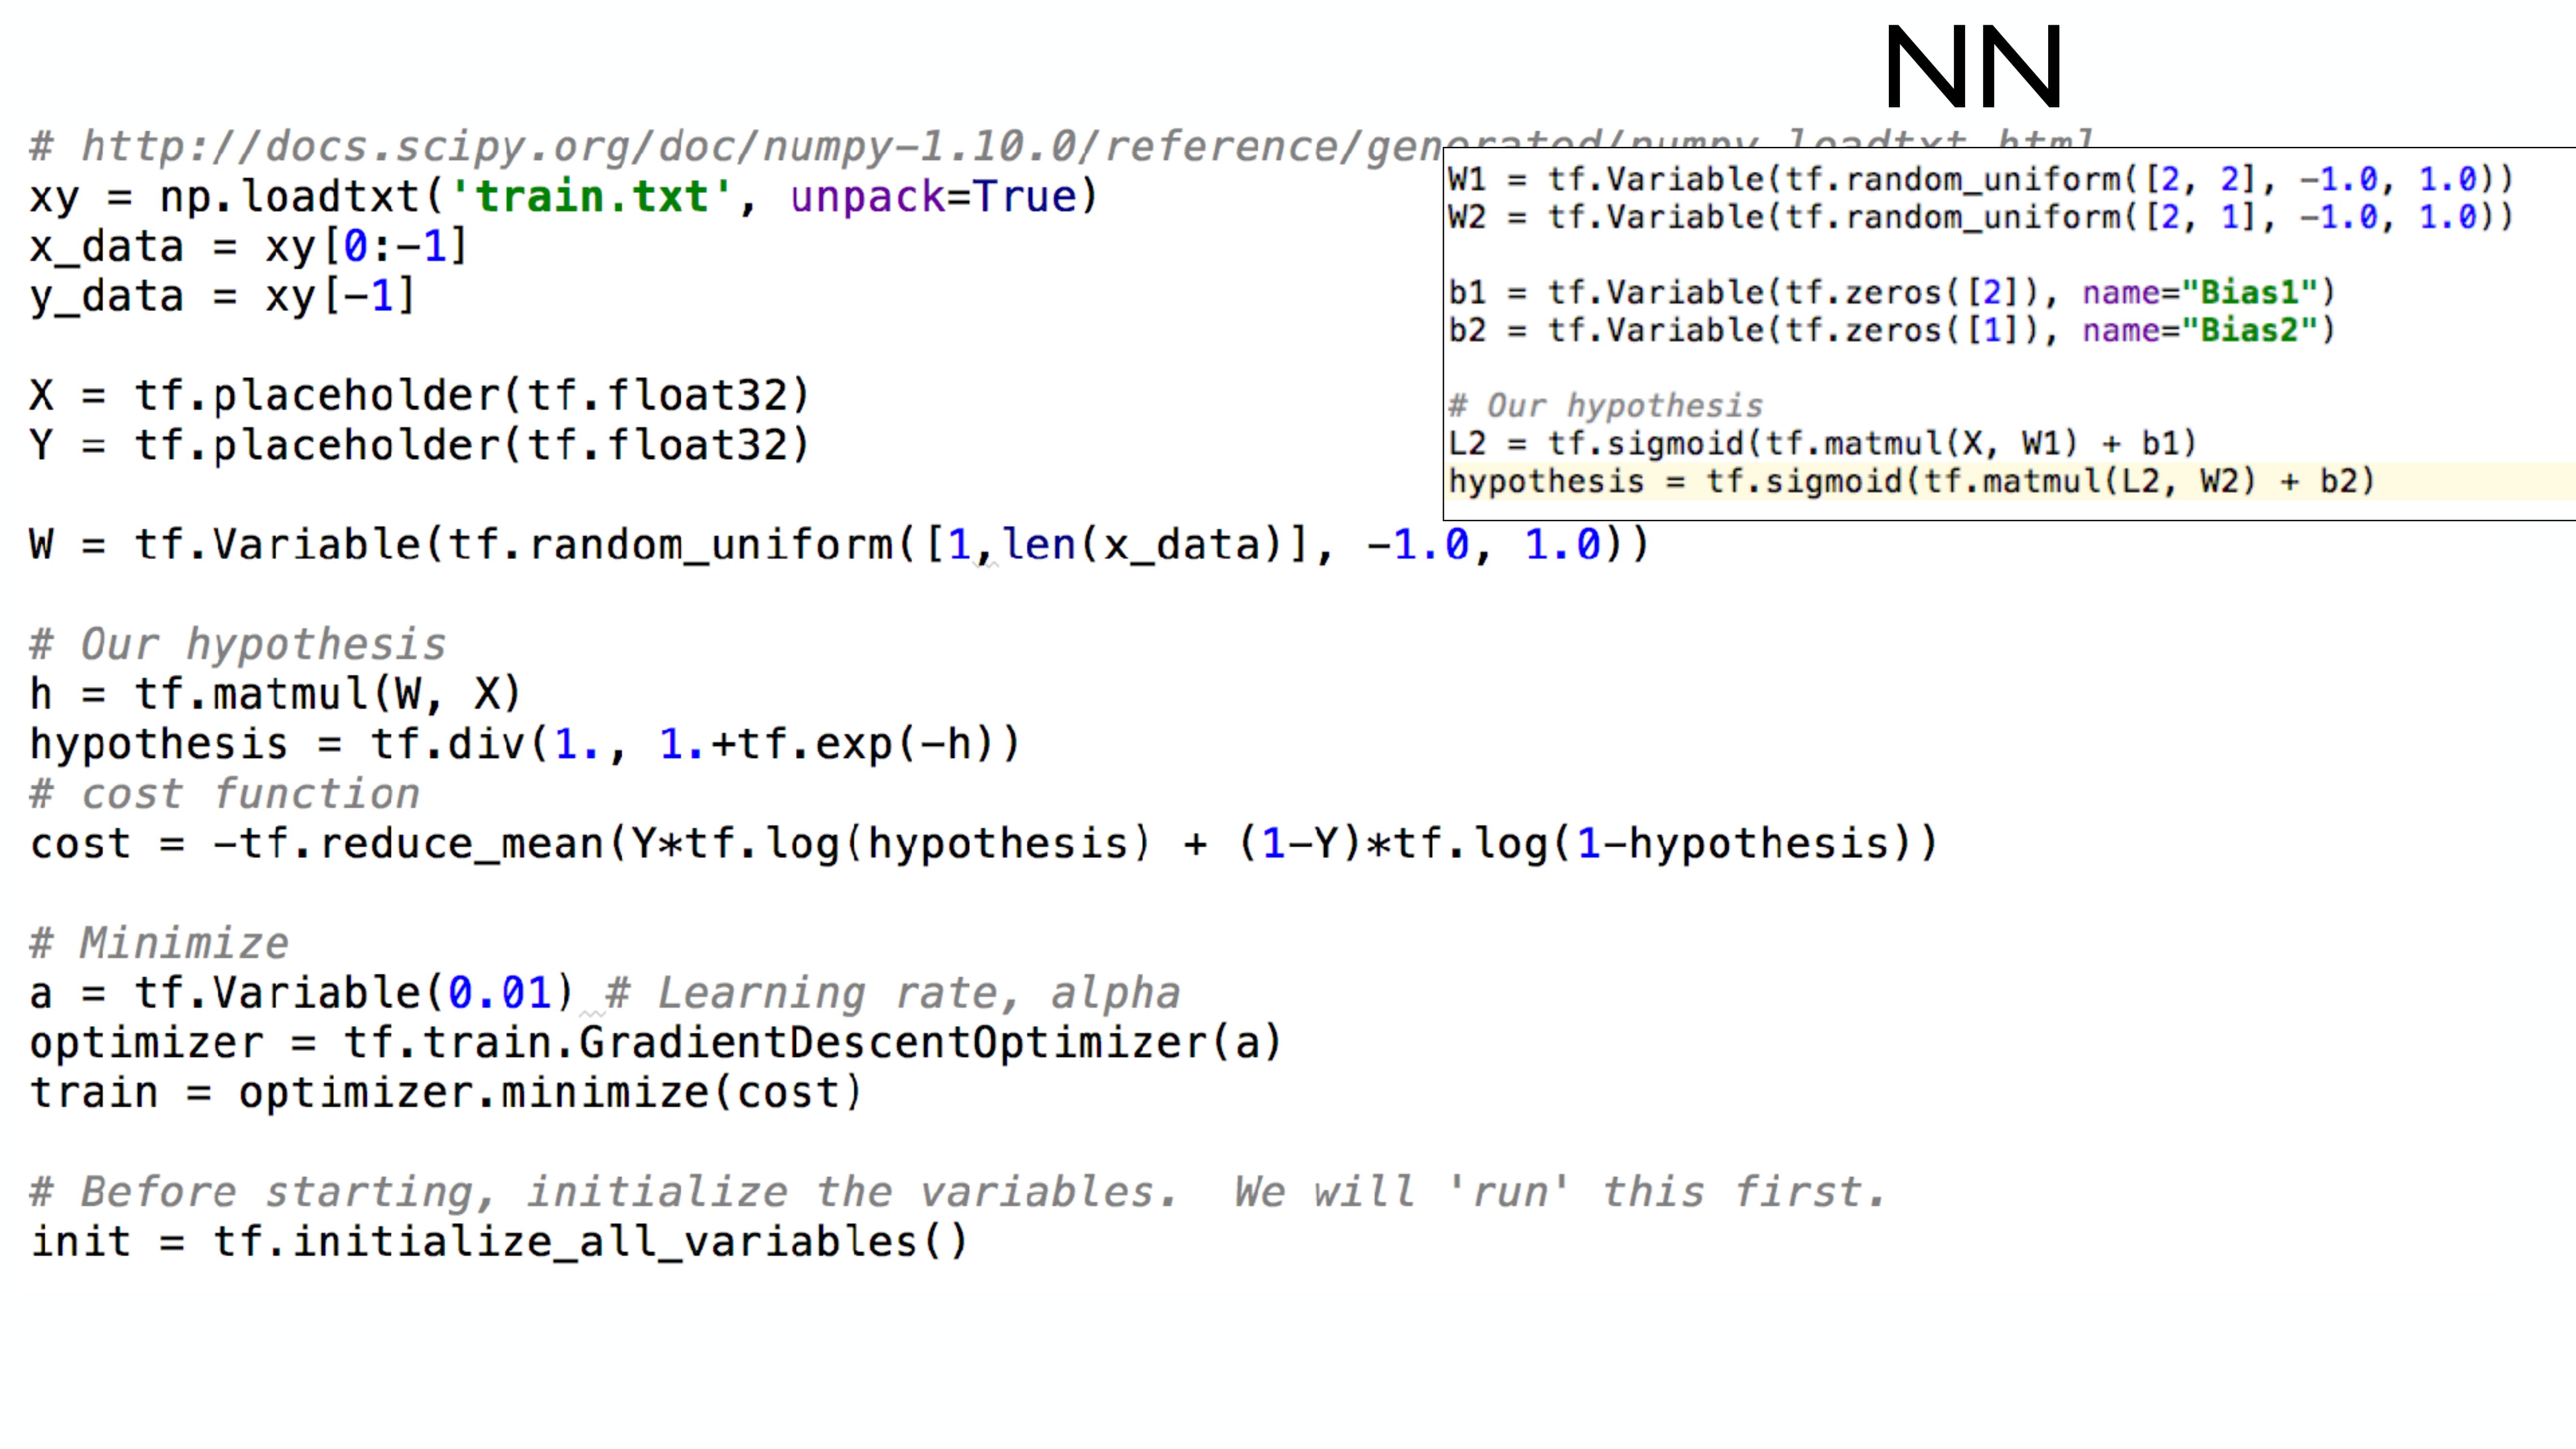 NN
# http://docs.scipy.org/doc/numpy-1.10.0/reference/generated/numpy.loadtxt.html
xy = np.loadtxt('train.txt', unpack=True)
x_data = xy[0:-1]
y_data = xy[-1]
X = tf.placeholder(tf.float32)
Y = tf.placeholder(tf.float32)
W = tf.Variable(tf.random_uniform([1,len(x_data)], -1.0, 1.0))
# Our hypothesis
h = tf.matmul(W, X)
hypothesis = tf.div(1., 1.+tf.exp(-h))
# cost function
cost = -tf.reduce_mean(Y*tf.log(hypothesis) + (1-Y)*tf.log(1-hypothesis))
# Minimize
a = tf.Variable(0.01) # Learning rate, alpha
optimizer = tf.train.GradientDescentOptimizer(a)
train = optimizer.minimize(cost)
# Before starting, initialize the variables.  We will 'run' this first.
init = tf.initialize_all_variables()
W1 = tf.Variable(tf.random_uniform([2, 2], -1.0, 1.0))
W2 = tf.Variable(tf.random_uniform([2, 1], -1.0, 1.0))
b1 = tf.Variable(tf.zeros([2]), name="Bias1")
b2 = tf.Variable(tf.zeros([1]), name="Bias2")
# Our hypothesis
L2 = tf.sigmoid(tf.matmul(X, W1) + b1)
hypothesis = tf.sigmoid(tf.matmul(L2, W2) + b2)